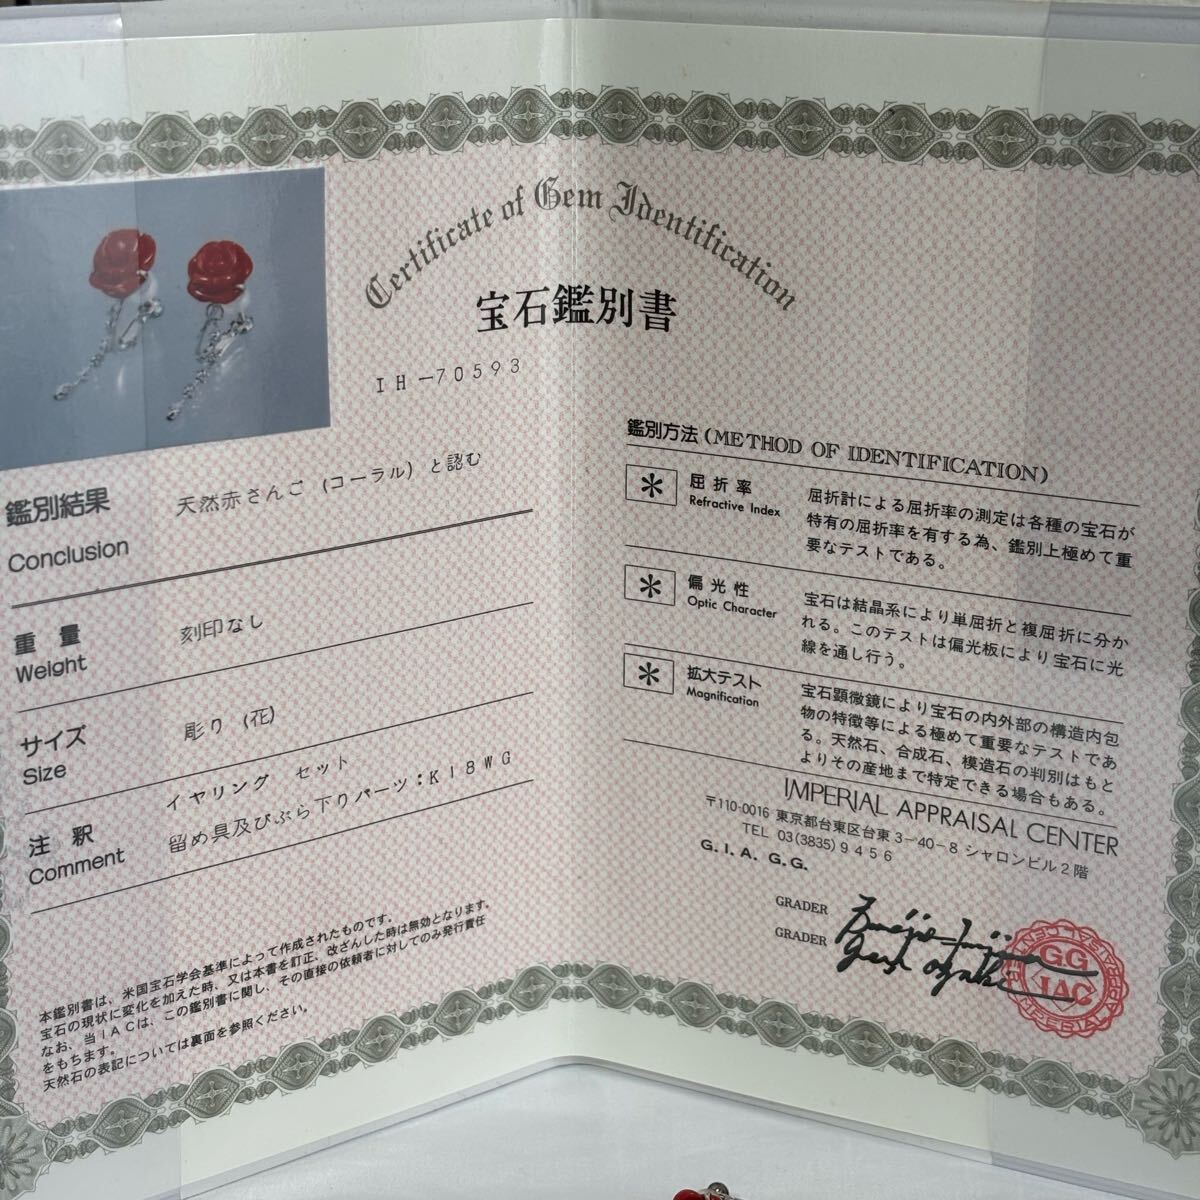 Certificate of Gem Identification
宝石鑑別書
IH-70593
鑑別結果
Conclusion
天然赤さんご (コーラル) と認む
重量
Weight
刻印なし
サイズ
Size
彫り (花)
注釈
Comment
イヤリング セット
留め具及びぶら下りパーツ:K18WG
本鑑別書は、米国宝石学会基準によって作成されたものです。
宝石の現状に変化を加えた時、又は本書を訂正、改ざんした時は無効となります。
なお、当IACは、この鑑別書に関し、その直接の依頼者に対してのみ発行責任
をもちます。
天然石の表記については裏面を参照ください。
鑑別方法 (METHOD OF IDENTIFICATION)
* 屈折率
Refractive Index
屈折計による屈折率の測定は各種の宝石が
特有の屈折率を有する為、鑑別上極めて重
要なテストである。
* 偏光性
Optic Character
宝石は結晶系により単屈折と複屈折に分か
れる。このテストは偏光板により宝石に光
線を通し行う。
* 拡大テスト
Magnification
宝石顕微鏡により宝石の内外部の構造内包
物の特徴等による極めて重要なテストであ
る。天然石、合成石、模造石の判別はもと
よりその産地まで特定できる場合もある。
IMPERIAL APPRAISAL CENTER
〒110-0016 東京都台東区台東3-40-8 シャロンビル2階
TEL 03(3835)9456
G.I.A. G.G.
GRADER
GRADER
G.G
IAC